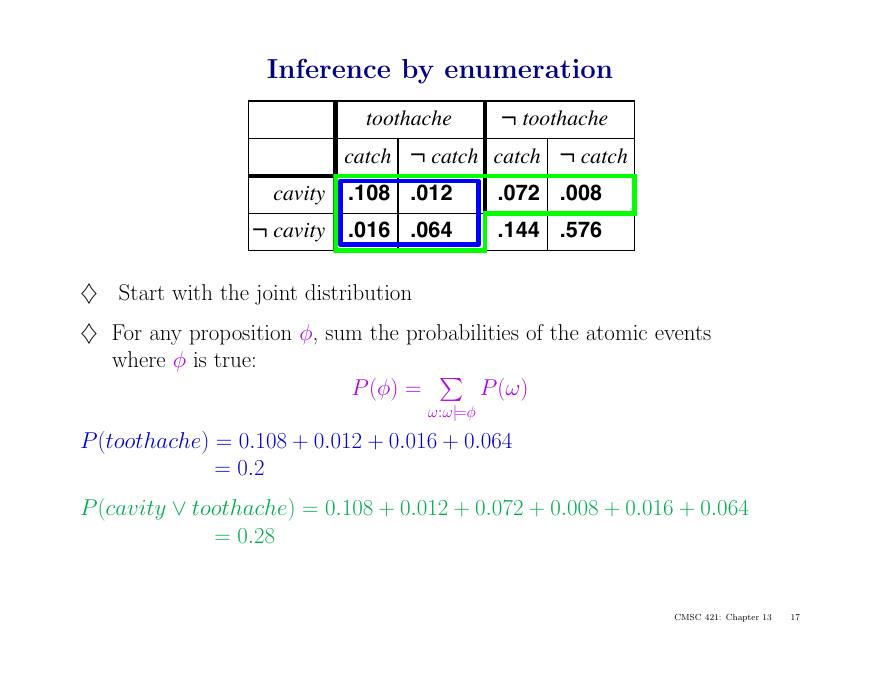 Inference by enumeration
toothache ¬ toothache
catch ¬ catch catch ¬ catch
cavity .108 .012 .072 .008
¬ cavity .016 .064 .144 .576
♢ Start with the joint distribution
♢ For any proposition ϕ, sum the probabilities of the atomic events
where ϕ is true:
P(ϕ) = ∑ P(ω)
ω:ω⊨ϕ
P(toothache) = 0.108 + 0.012 + 0.016 + 0.064
= 0.2
P(cavity ∨ toothache) = 0.108 + 0.012 + 0.072 + 0.008 + 0.016 + 0.064
= 0.28
CMSC 421: Chapter 13 17